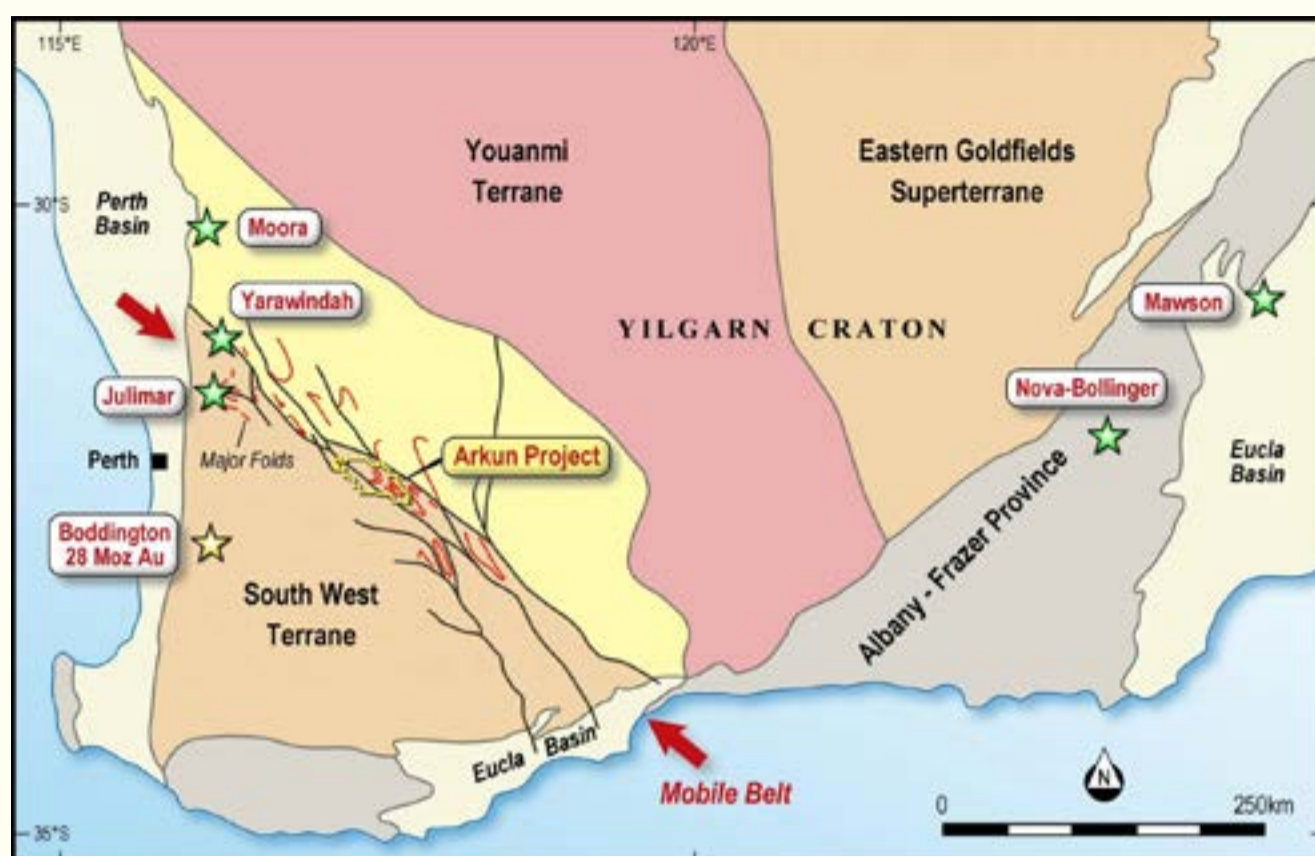 115°E
120°E
Youanmi
Terrane
Eastern Goldfields
Superterrane
30°S
Perth
Basin
Moora
Yarawindah
YILGARN CRATON
Mawson
Julimar
Nova-Bollinger
Perth
Major Folds
Arkun Project
Eucla
Basin
Boddington
28 Moz Au
South West
Terrane
Albany - Frazer Province
Eucla Basin
Mobile Belt
N
0
250km
35°S